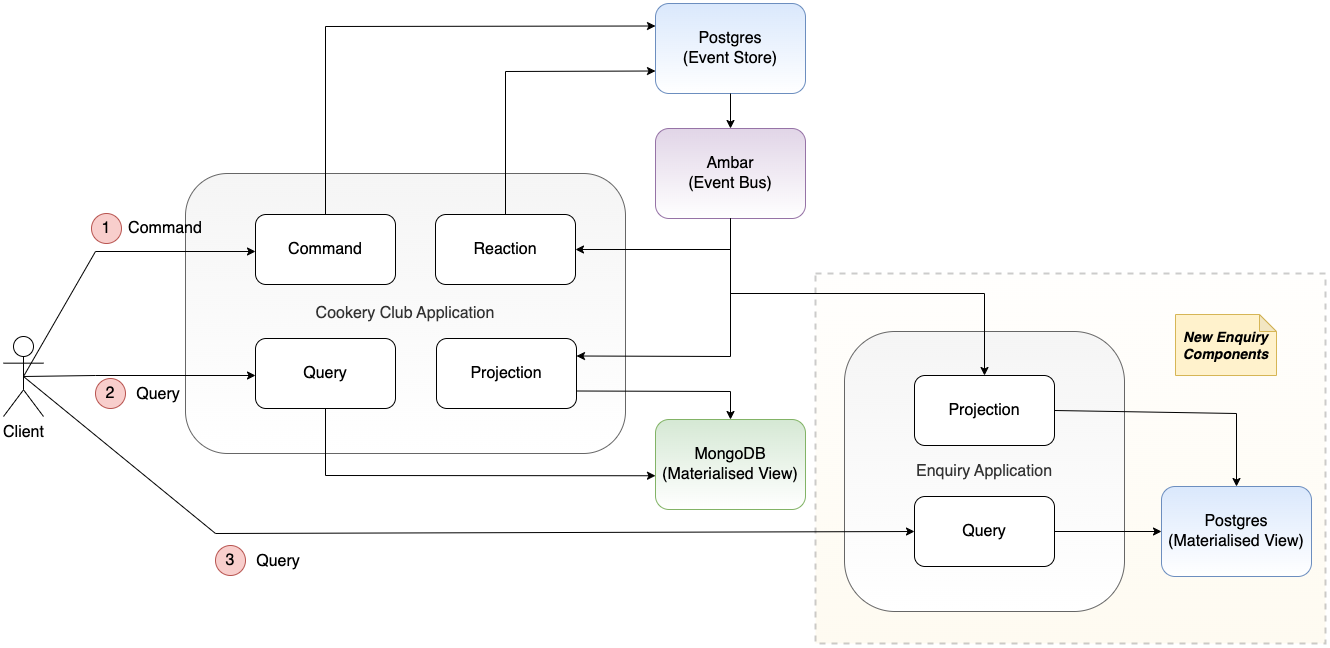 Postgres
(Event Store)
Ambar
(Event Bus)
1
Command
Command
Reaction
Cookery Club Application
New Enquiry
Components
Query
Projection
2
Query
Client
Projection
MongoDB
(Materialised View)
Enquiry Application
Postgres
(Materialised View)
Query
3
Query